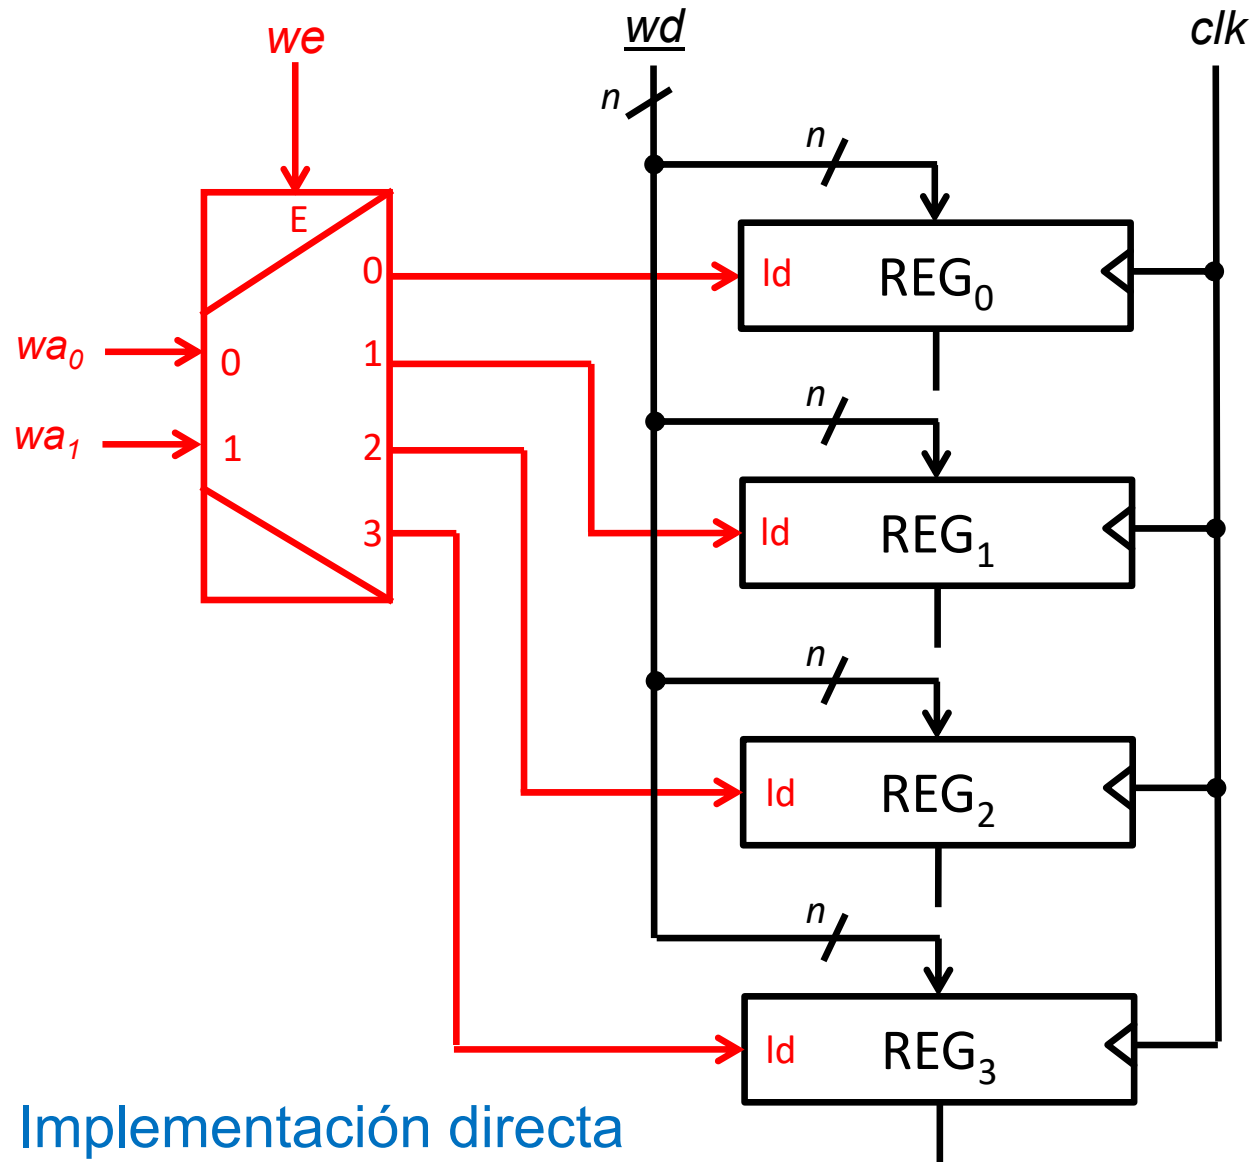 we
wd
clk
n
n
E
0
ld
REG0
wa0
0
1
n
wa1
1
2
3
ld
REG1
n
ld
REG2
n
ld
REG3
Implementación directa